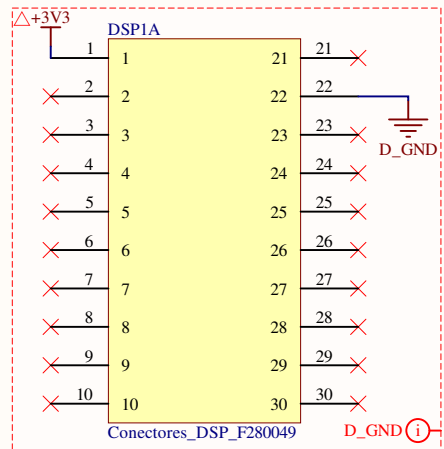 △+3V3
DSP1A
1 1 21 21
2 2 22 22
3 3 23 23
D_GND
4 4 24 24
5 5 25 25
6 6 26 26
7 7 27 27
8 8 28 28
9 9 29 29
10 10 30 30
Conectores_DSP_F280049
D_GND i